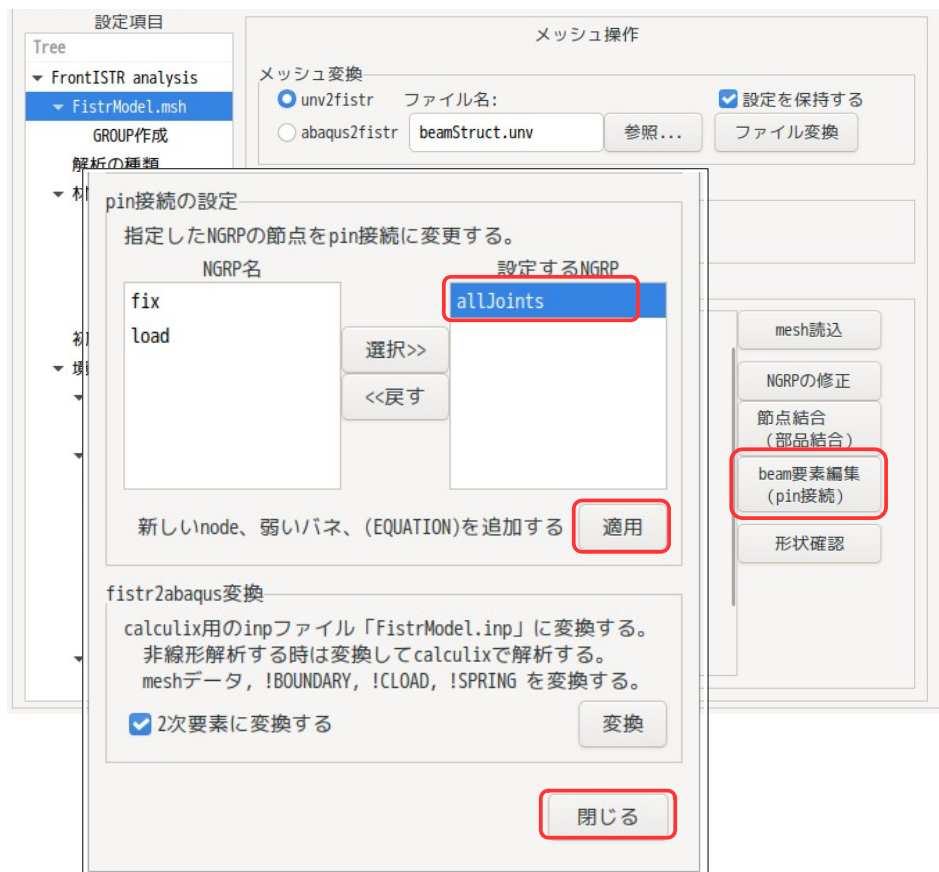 設定項目
Tree
FrontISTR analysis
FistrModel.msh
GROUP作成
解析の種類
メッシュ操作
メッシュ変換
unv2fistr
ファイル名:
設定を保持する
abaqus2fistr
beamStruct.unv
参照...
ファイル変換
pin接続の設定
指定したNGRPの節点をpin接続に変更する。
NGRP名
設定するNGRP
fix
load
allJoints
選択>>
<<戻す
新しいnode、弱いバネ、(EQUATION)を追加する
適用
fistr2abaqus変換
calculix用のinpファイル「FistrModel.inp」に変換する。
非線形解析する時は変換してcalculixで解析する。
meshデータ, !BOUNDARY, !CLOAD, !SPRING を変換する。
2次要素に変換する
変換
閉じる
mesh読込
NGRPの修正
節点結合
(部品結合)
beam要素編集
(pin接続)
形状確認